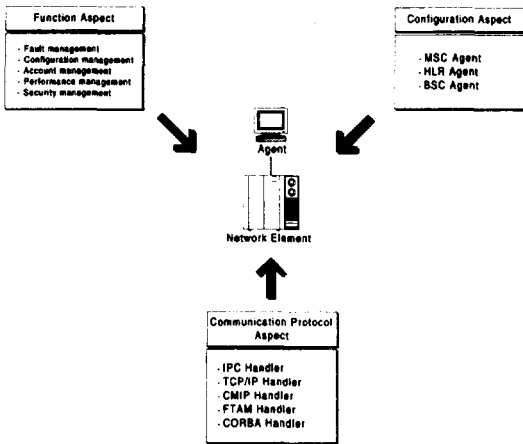 Function Aspect
- Fault management
- Configuration management
- Account management
- Performance management
- Security management
Configuration Aspect
- MSC Agent
- HLR Agent
- BSC Agent
Agent
Network Element
Communication Protocol
Aspect
- IPC Handler
- TCP/IP Handler
- CMIP Handler
- FTAM Handler
- CORBA Handler